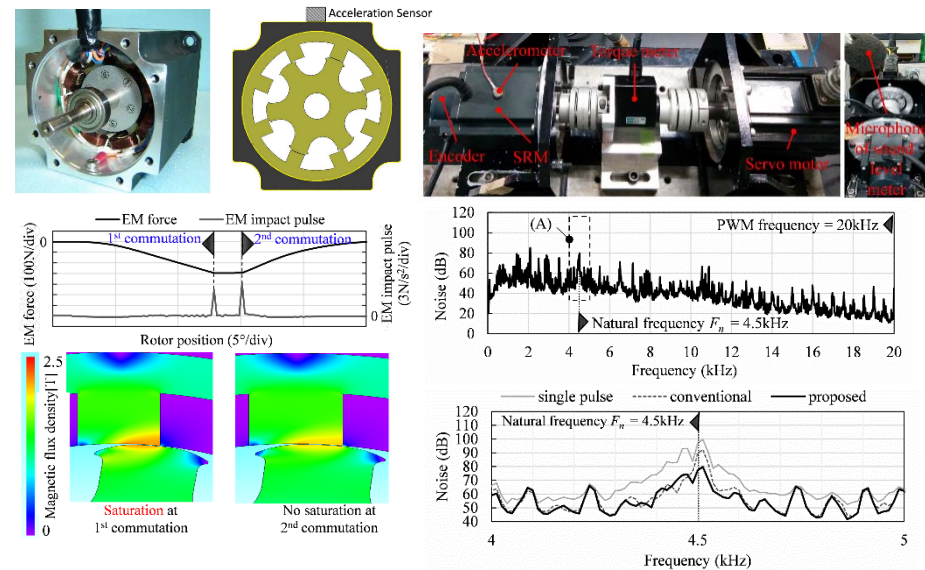 Acceleration Sensor
Accelerometer
Torque meter
Encoder
SRM
Servo motor
Microphone
of sound
level
meter
EM force
EM impact pulse
1st commutation
2nd commutation
EM force (100N/div)
0
0
EM impact pulse
(3N/s²/div)
Rotor position (5°/div)
Magnetic flux density[T]
2.5
0
Saturation at
1st commutation
No saturation at
2nd commutation
Noise (dB)
120
100
80
60
40
20
0
(A)
PWM frequency = 20kHz
Natural frequency Fn = 4.5kHz
0 2 4 6 8 10 12 14 16 18 20
Frequency (kHz)
single pulse
conventional
proposed
Noise (dB)
120
110
100
90
80
70
60
50
40
Natural frequency Fn = 4.5kHz
4 4.5 5
Frequency (kHz)